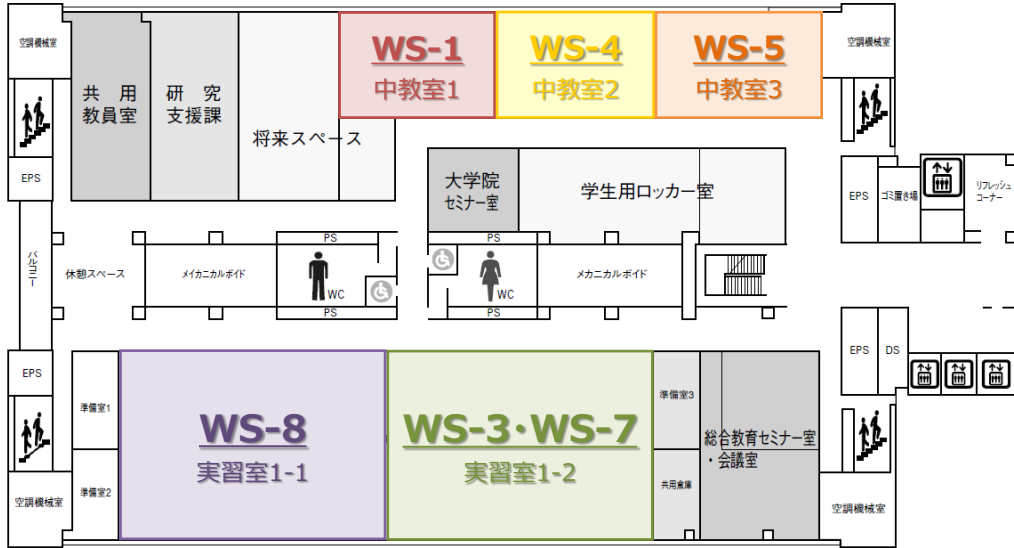 空調機械室
共用
教員室
研究
支援課
将来スペース
WS-1
中教室1
WS-4
中教室2
WS-5
中教室3
空調機械室
EPS
大学院
セミナー室
学生用ロッカー室
EPS
ゴミ置き場
リフレッシュ
コーナー
バルコニー
休憩スペース
メイカニカルボイド
PS
WC
PS
PS
WC
PS
メカニカルボイド
EPS
準備室1
準備室2
空調機械室
WS-8
実習室1-1
WS-3・WS-7
実習室1-2
準備室3
共用倉庫
総合教育セミナー室
・会議室
EPS
DS
空調機械室